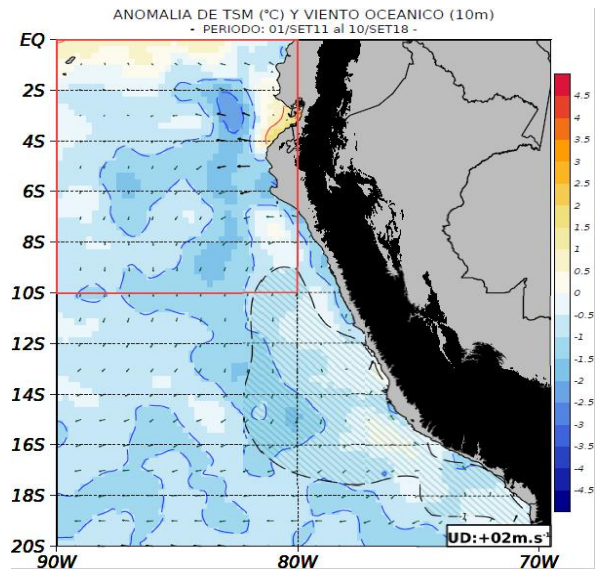 ANOMALIA DE TSM (°C) Y VIENTO OCEANICO (10m)
- PERIODO: 01/SET11 al 10/SET18 -
EQ
2S
4S
6S
8S
10S
12S
14S
16S
18S
20S
90W
80W
70W
UD:+02m.s⁻¹
4.5
4
3.5
3
2.5
2
1.5
1
0.5
0
-0.5
-1
-1.5
-2
-2.5
-3
-3.5
-4
-4.5